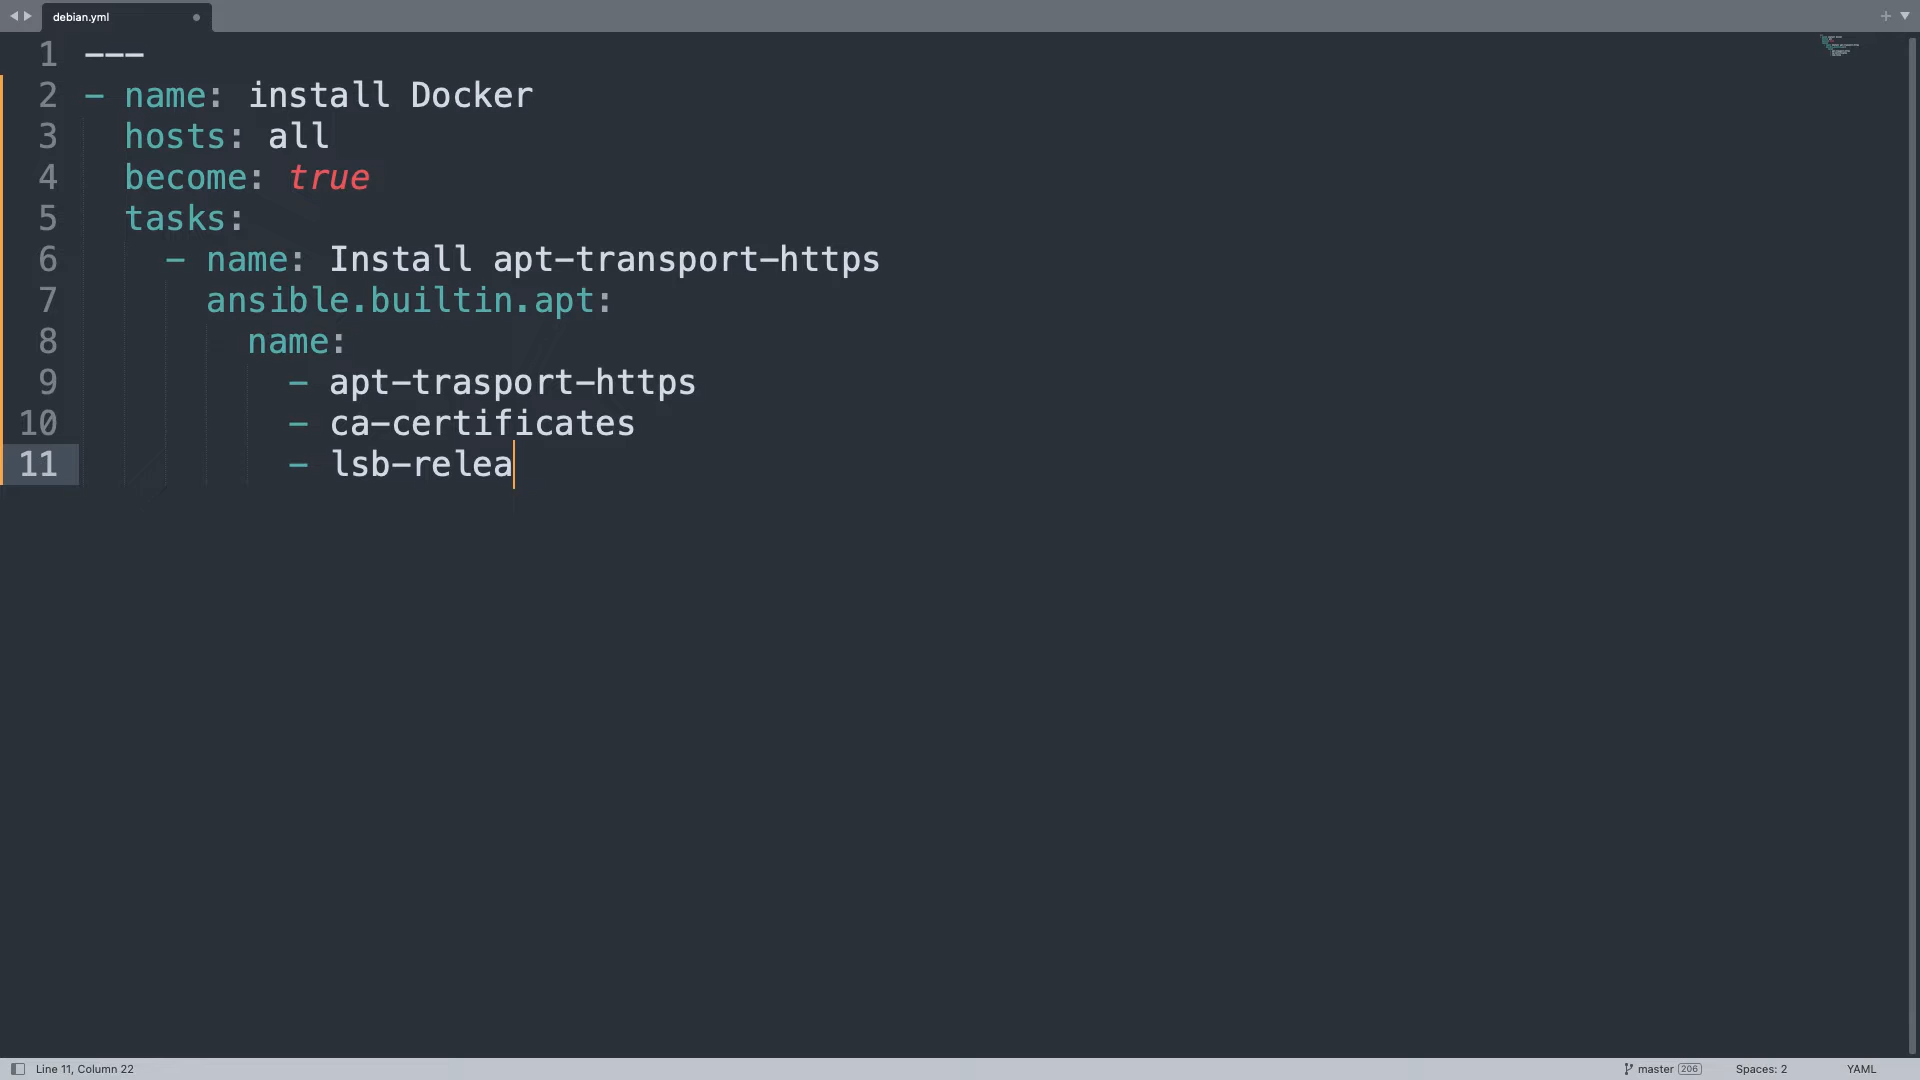 debian.yml
1 ---
2 - name: install Docker
3   hosts: all
4   become: true
5   tasks:
6     - name: Install apt-transport-https
7       ansible.builtin.apt:
8         name:
9           - apt-trasport-https
10           - ca-certificates
11           - lsb-relea
Line 11, Column 22 master 206 Spaces: 2 YAML